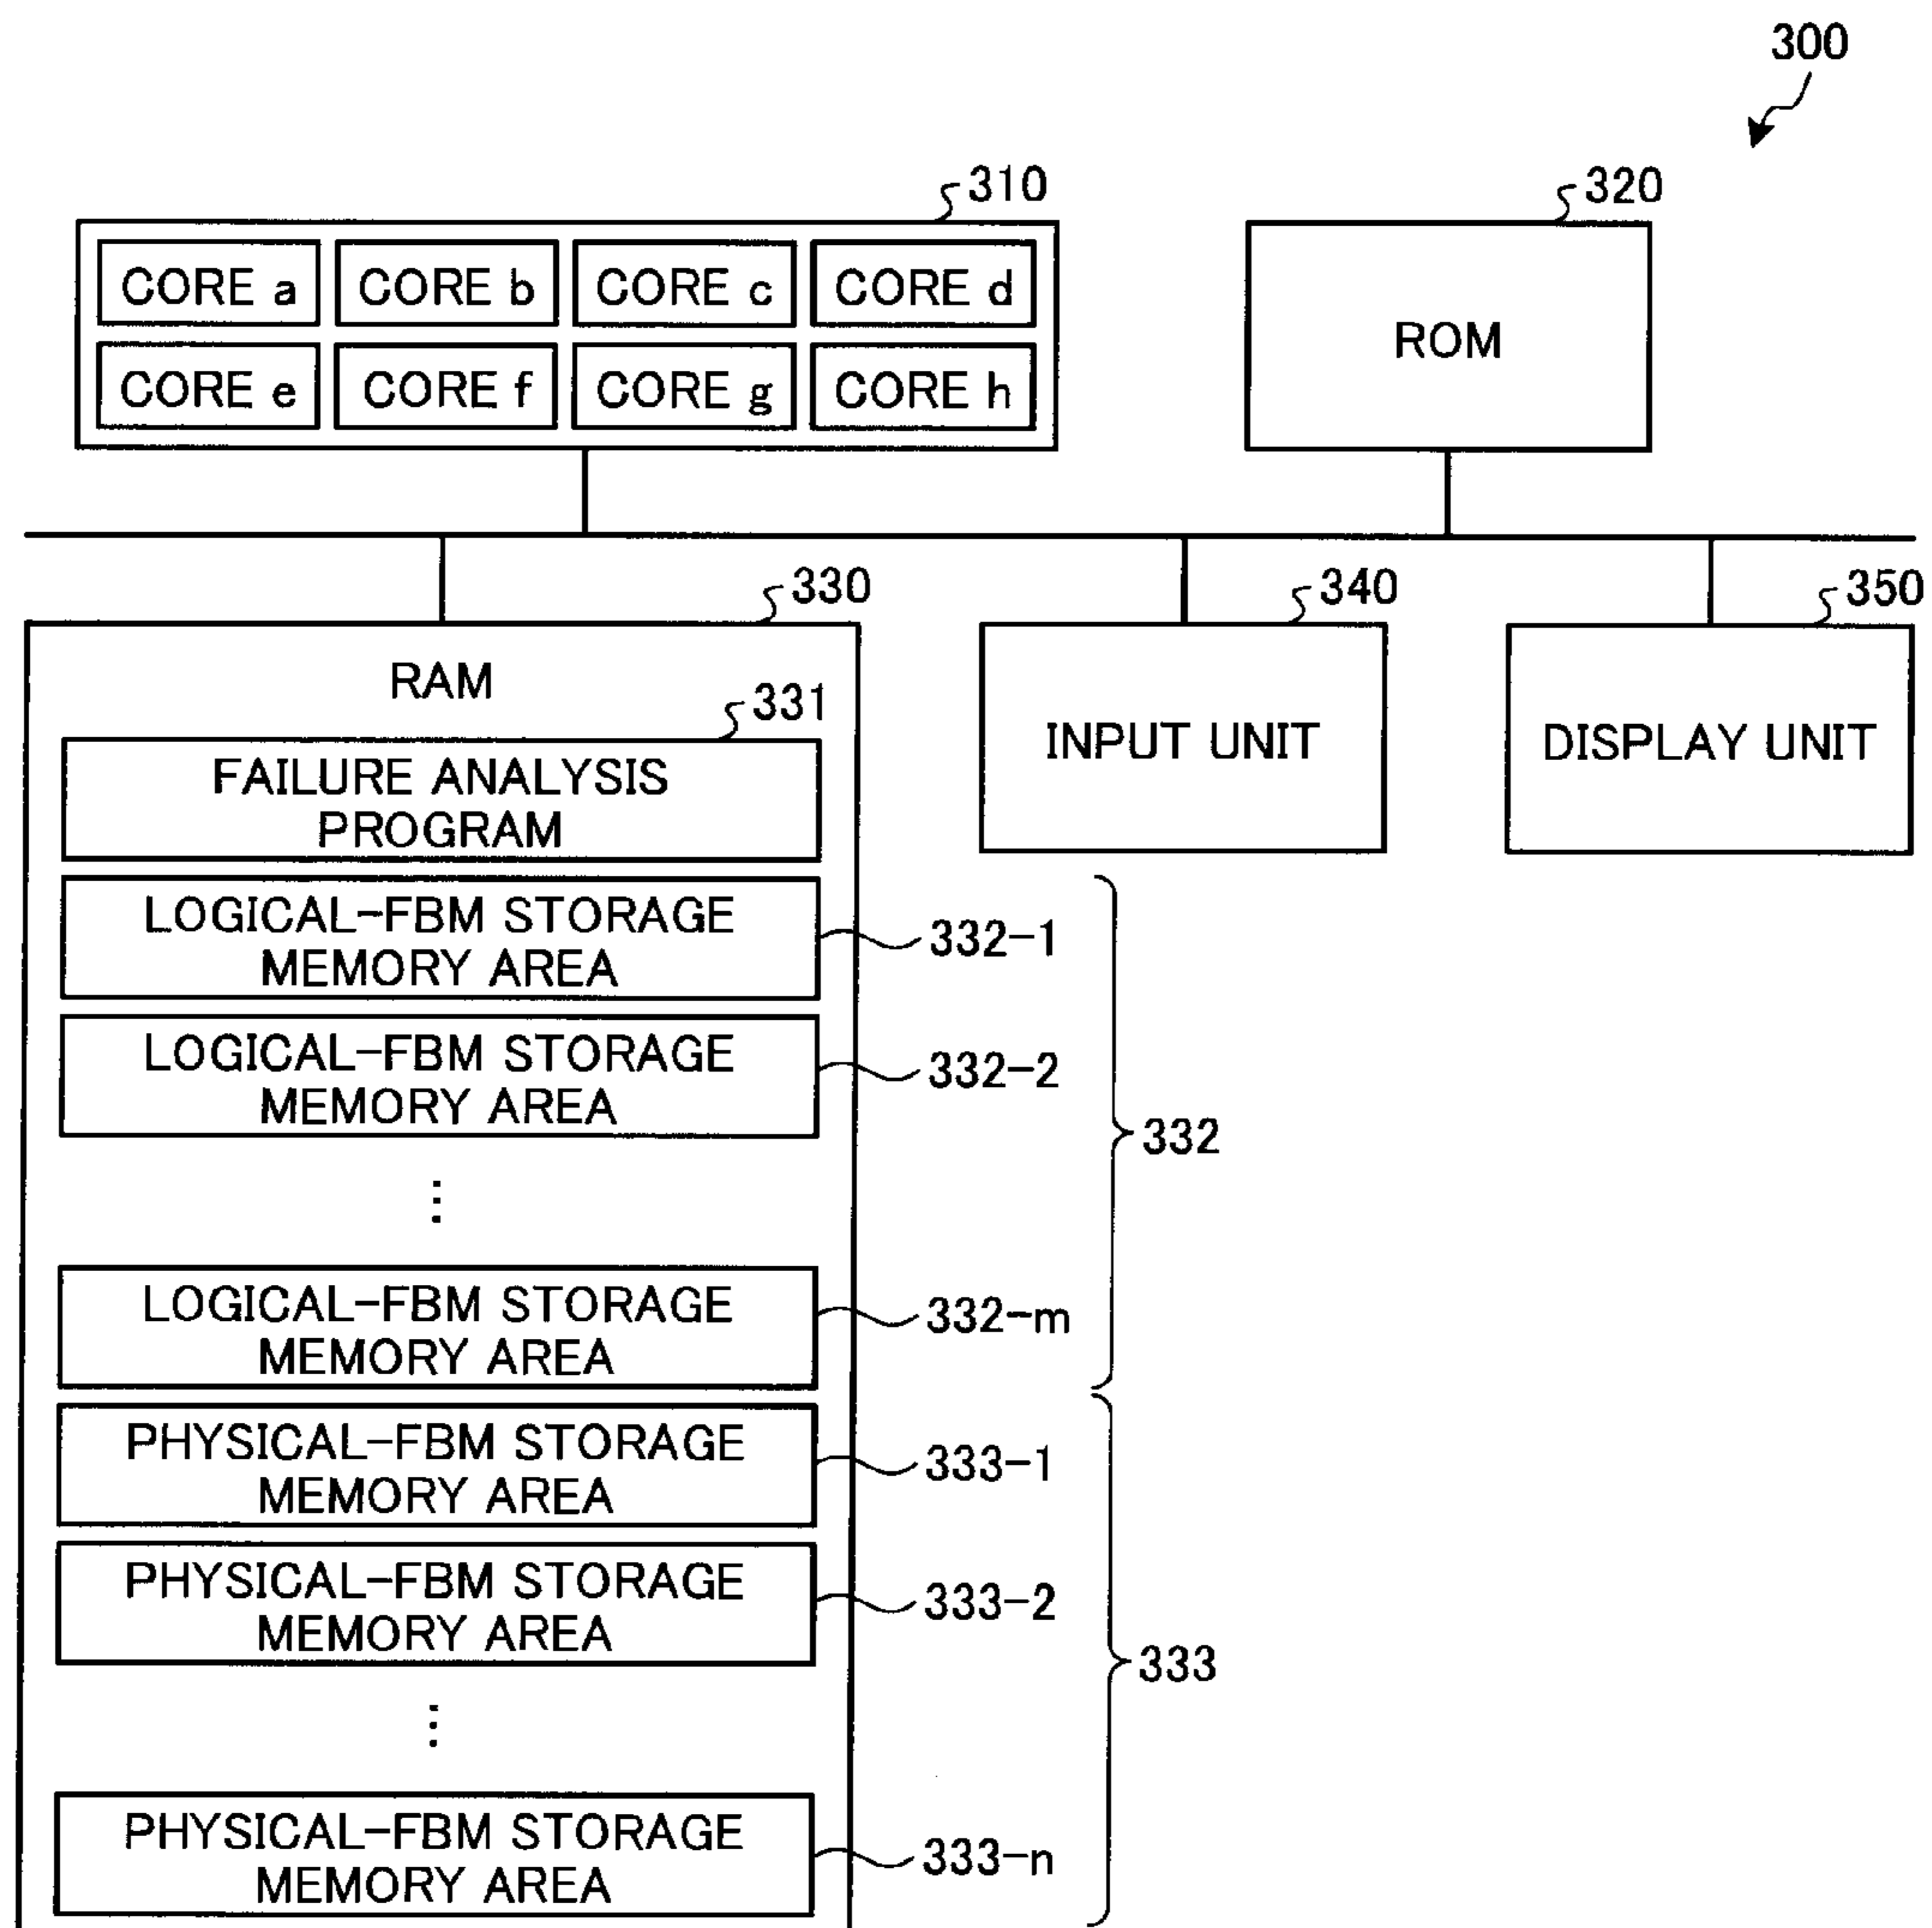 300
310
320
CORE a
CORE b
CORE c
CORE d
CORE e
CORE f
CORE g
CORE h
ROM
330
340
350
RAM
331
INPUT UNIT
DISPLAY UNIT
FAILURE ANALYSIS
PROGRAM
LOGICAL-FBM STORAGE
MEMORY AREA
332-1
LOGICAL-FBM STORAGE
MEMORY AREA
332-2
332
⋮
LOGICAL-FBM STORAGE
MEMORY AREA
332-m
PHYSICAL-FBM STORAGE
MEMORY AREA
333-1
PHYSICAL-FBM STORAGE
MEMORY AREA
333-2
333
⋮
PHYSICAL-FBM STORAGE
MEMORY AREA
333-n